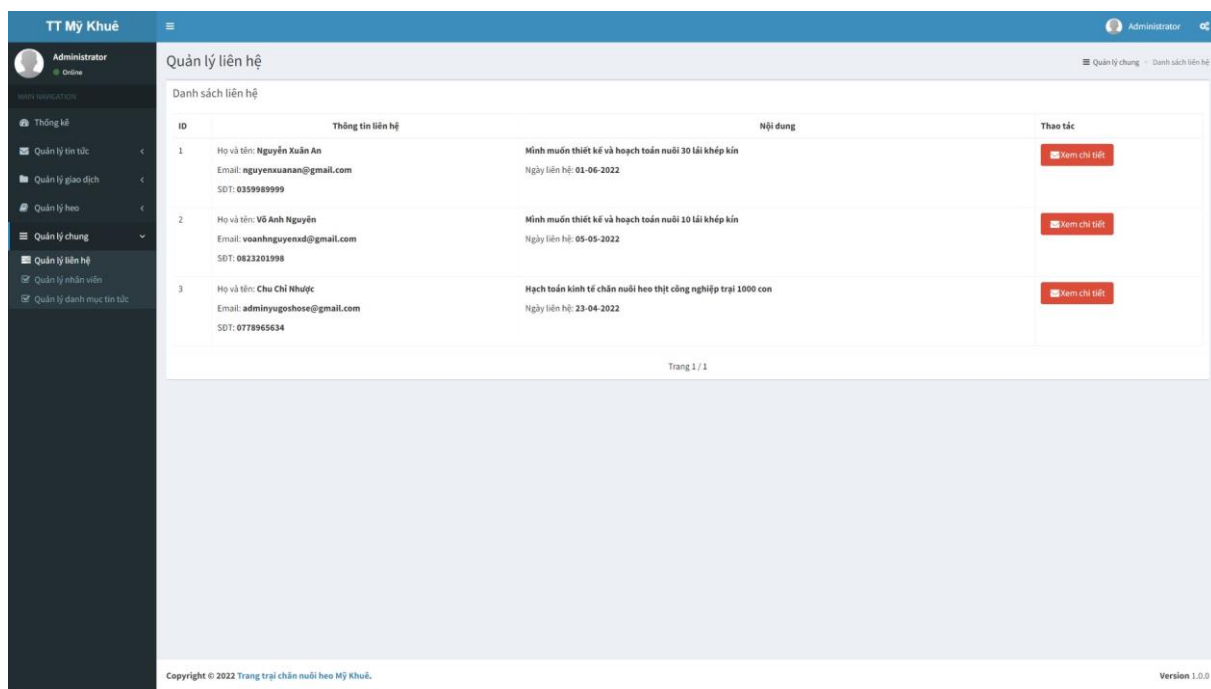 TT Mỹ Khuê
Administrator
Administrator
Online
MAIN NAVIGATION
Thống kê
Quản lý tin tức
Quản lý giao dịch
Quản lý heo
Quản lý chung
Quản lý liên hệ
Quản lý nhân viên
Quản lý danh mục tin tức
Quản lý liên hệ
Quản lý chung > Danh sách liên hệ
Danh sách liên hệ
ID Thông tin liên hệ Nội dung Thao tác
1 Họ và tên: Nguyễn Xuân An Mình muốn thiết kế và hoạch toán nuôi 30 lái khép kín Xem chi tiết
Email: nguyenxuanan@gmail.com Ngày liên hệ: 01-06-2022
SĐT: 0359989999
2 Họ và tên: Võ Anh Nguyên Mình muốn thiết kế và hoạch toán nuôi 10 lái khép kín Xem chi tiết
Email: voanhnguyenxd@gmail.com Ngày liên hệ: 05-05-2022
SĐT: 0823201998
3 Họ và tên: Chu Chỉ Nhược Hạch toán kinh tế chăn nuôi heo thịt công nghiệp trại 1000 con Xem chi tiết
Email: adminyugoshose@gmail.com Ngày liên hệ: 23-04-2022
SĐT: 0778965634
Trang 1 / 1
Copyright © 2022 Trang trại chăn nuôi heo Mỹ Khuê. Version 1.0.0